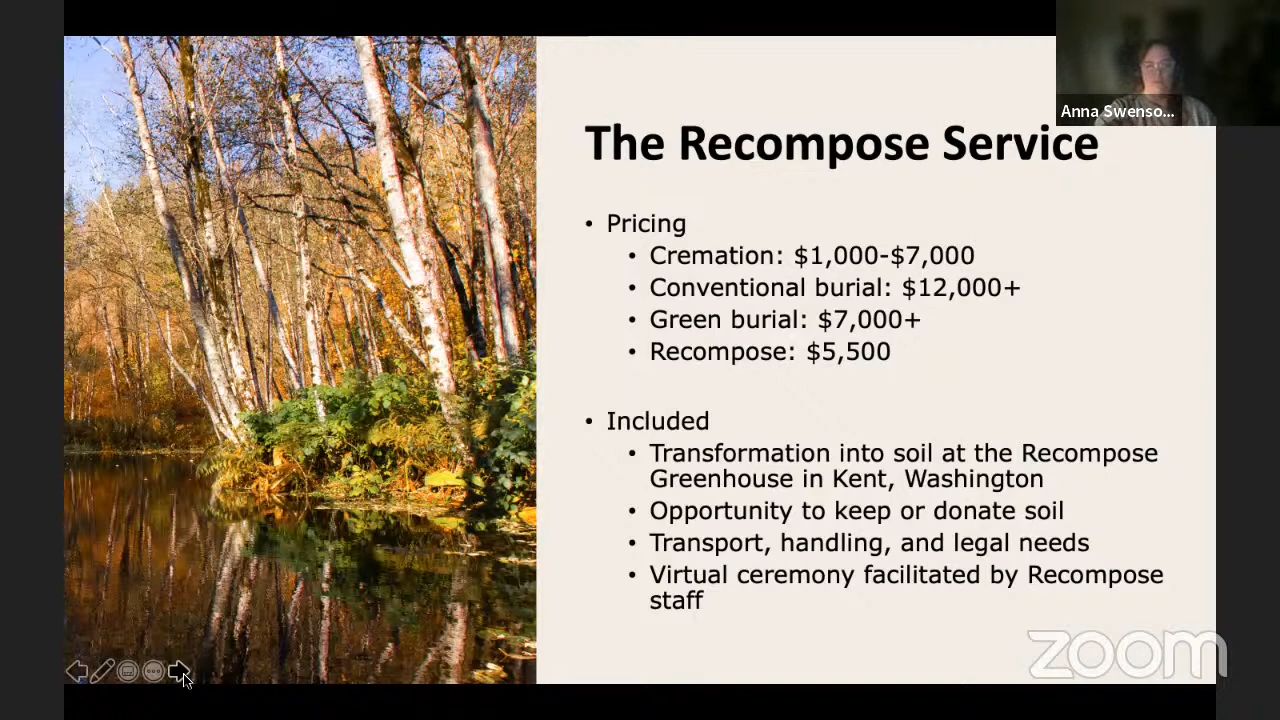 Anna Swenso...
The Recompose Service
• Pricing
• Cremation: $1,000-$7,000
• Conventional burial: $12,000+
• Green burial: $7,000+
• Recompose: $5,500
• Included
• Transformation into soil at the Recompose
Greenhouse in Kent, Washington
• Opportunity to keep or donate soil
• Transport, handling, and legal needs
• Virtual ceremony facilitated by Recompose
staff
zoom